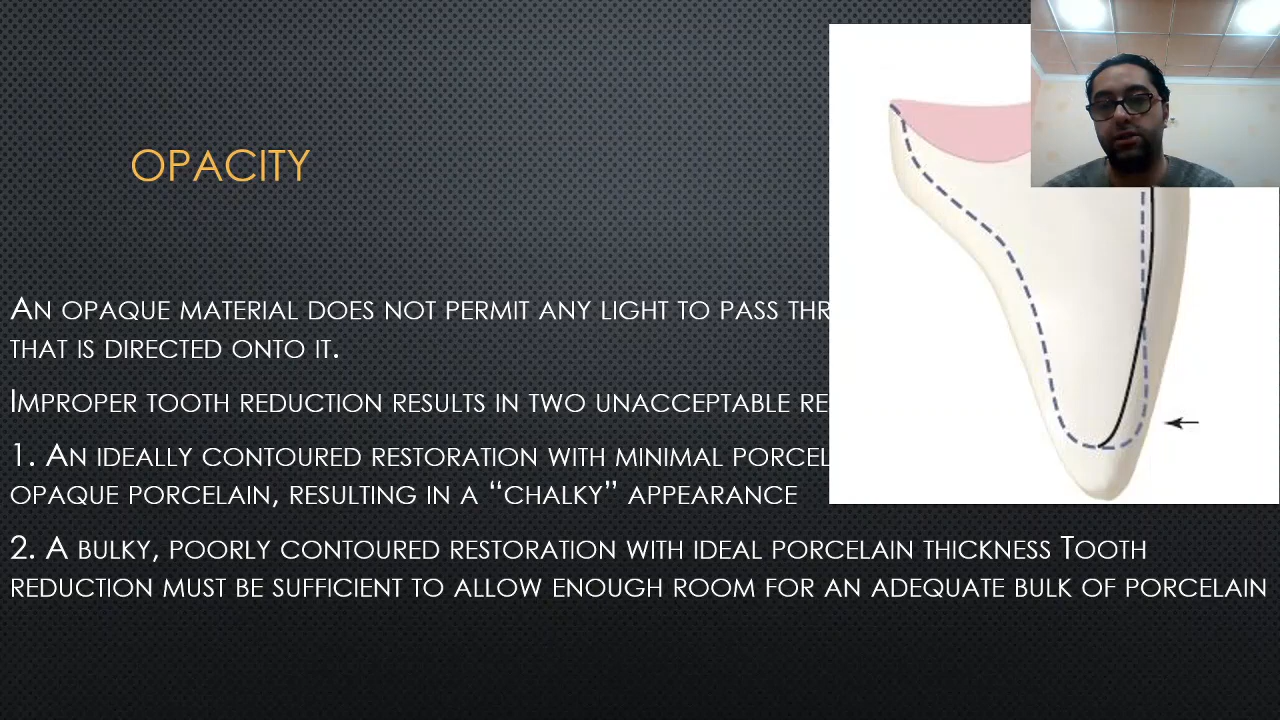 OPACITY
An opaque material does not permit any light to pass
that is directed onto it.
Improper tooth reduction results in two unacceptable
1. An ideally contoured restoration with minimal
opaque porcelain, resulting in a “chalky” appearance
2. A bulky, poorly contoured restoration with ideal porcelain thickness Tooth
reduction must be sufficient to allow enough room for an adequate bulk of porcelain